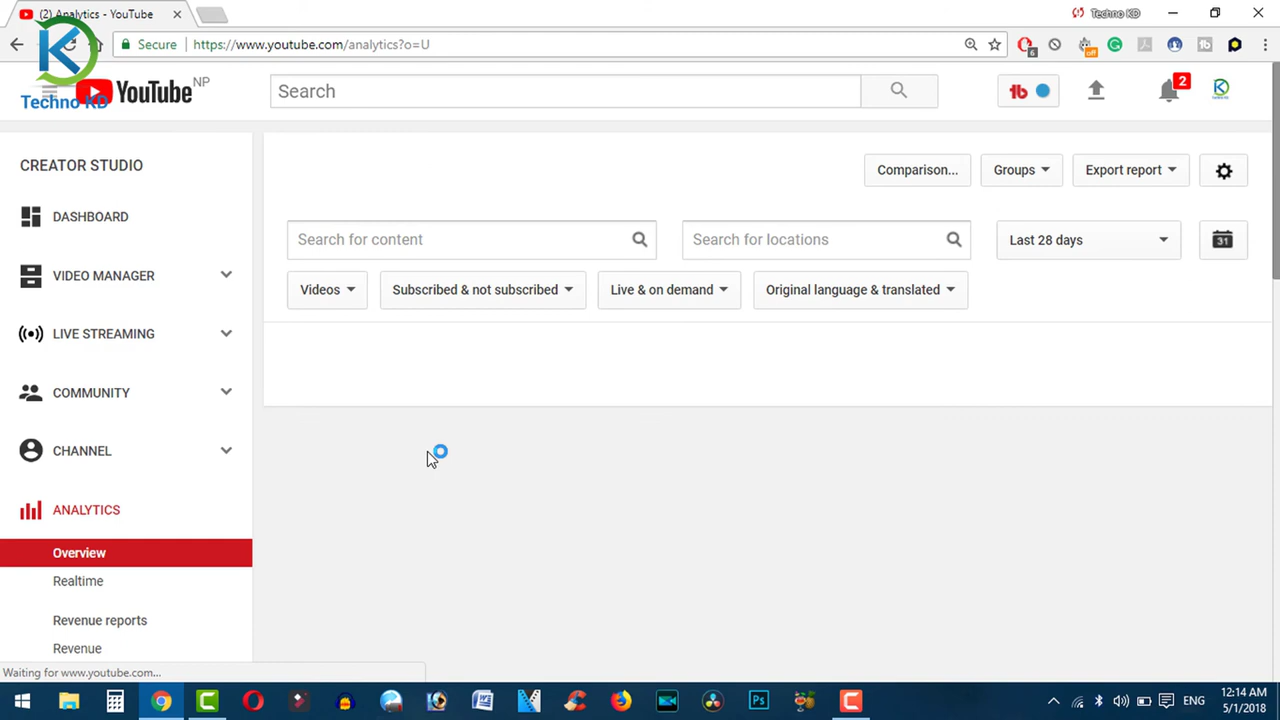 (2) Analytics - YouTube
Techno KD
Secure
https://www.youtube.com/analytics?o=U
6
off
Techno KD
YouTube NP
Search
2
CREATOR STUDIO
DASHBOARD
VIDEO MANAGER
LIVE STREAMING
COMMUNITY
CHANNEL
ANALYTICS
Overview
Realtime
Revenue reports
Revenue
Comparison...
Groups
Export report
Search for content
Search for locations
Last 28 days
31
Videos
Subscribed & not subscribed
Live & on demand
Original language & translated
Waiting for www.youtube.com...
ENG
12:14 AM
5/1/2018